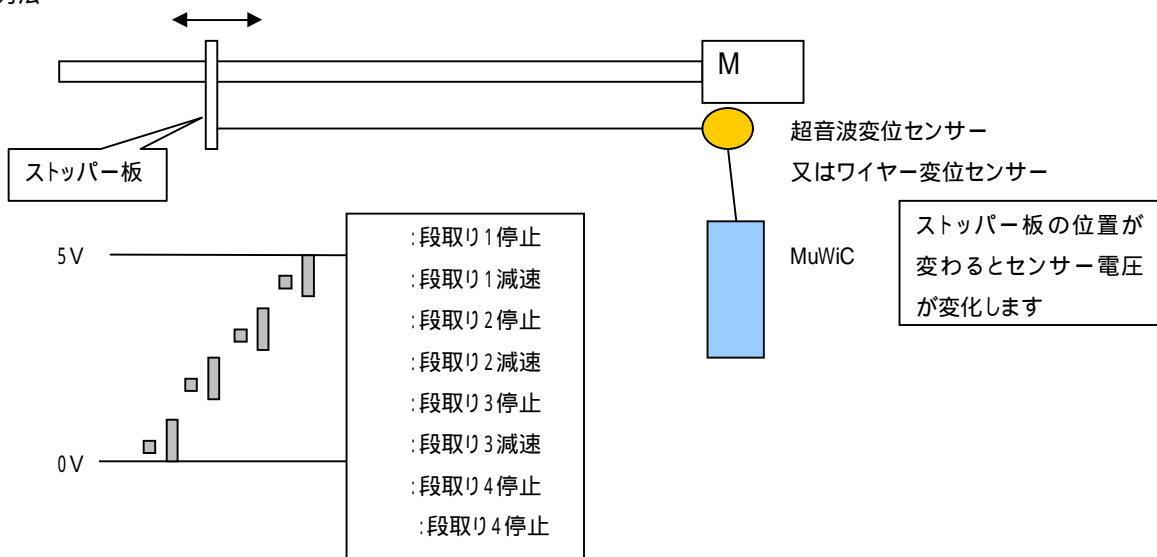 M
超音波変位センサー
又はワイヤー変位センサー
ストッパー板
MuWiC
ストッパー板の位置が
変わるとセンサー電圧
が変化します
5V
0V
:段取り1停止
:段取り1減速
:段取り2停止
:段取り2減速
:段取り3停止
:段取り3減速
:段取り4停止
:段取り4停止